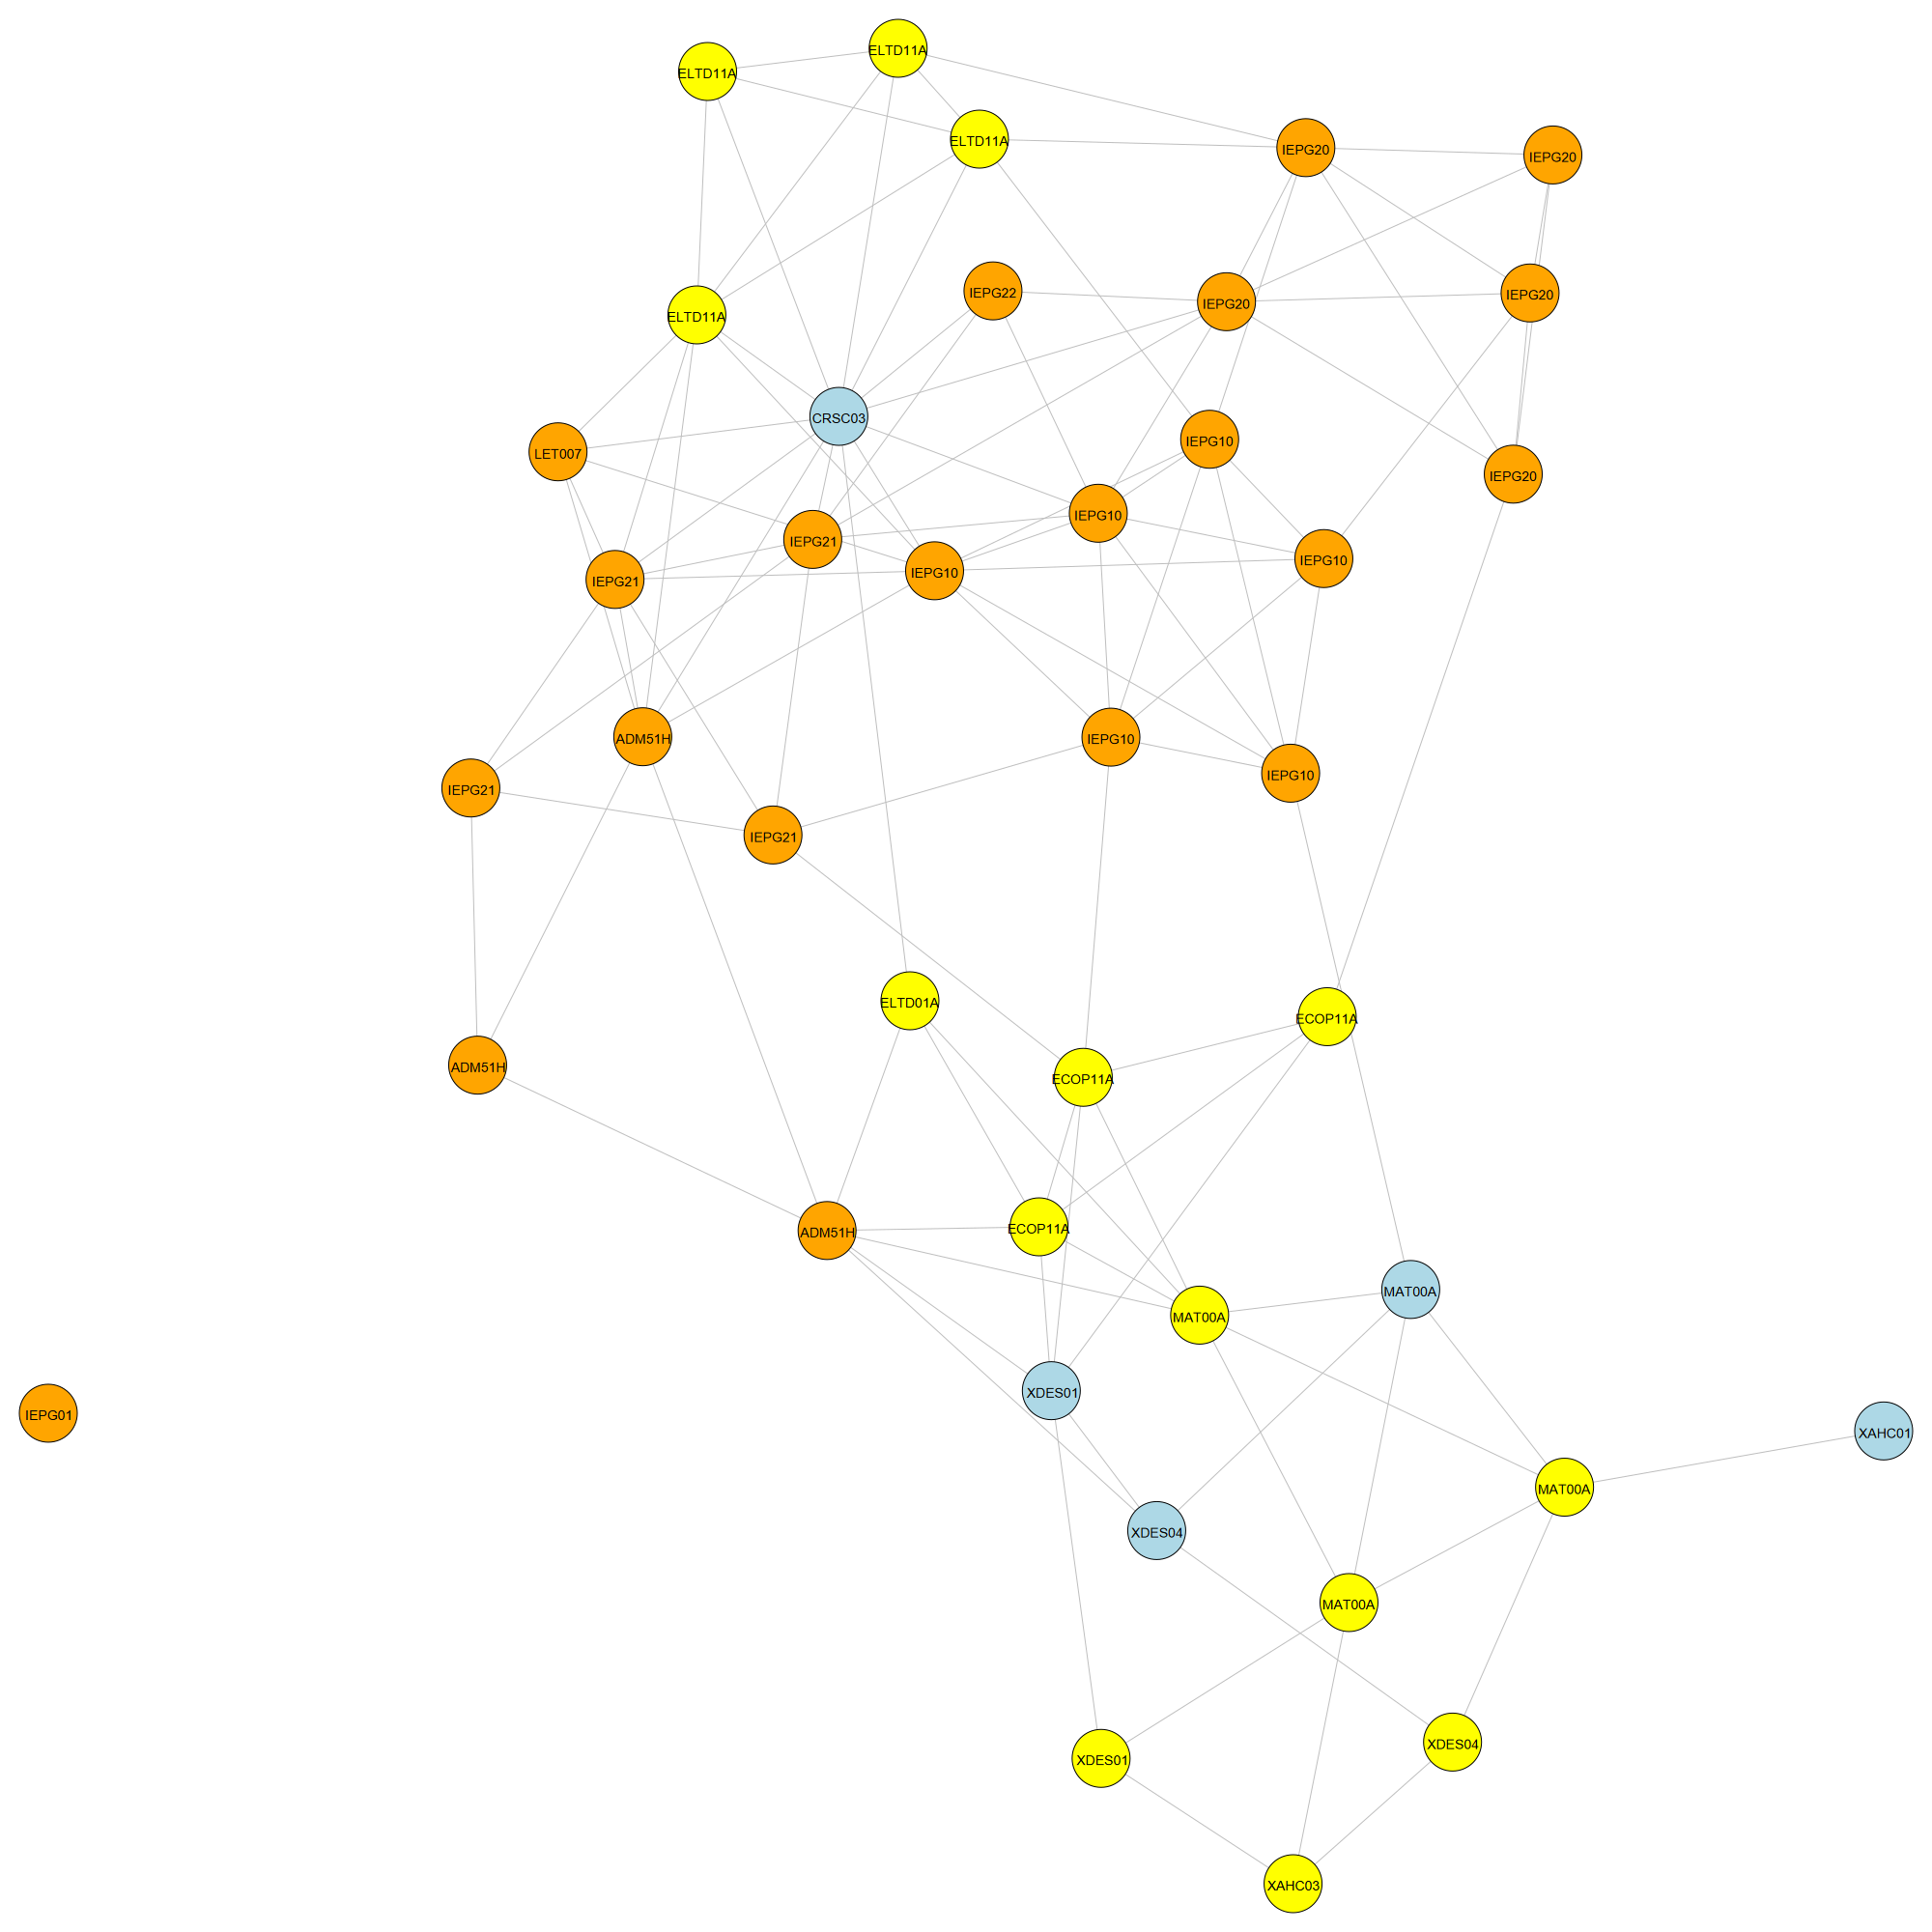 ELTD11A
ELTD11A
ELTD11A
IEPG20
IEPG20
IEPG22
IEPG20
IEPG20
ELTD11A
CRSC03
IEPG10
LET007
IEPG20
IEPG10
IEPG21
IEPG10
IEPG10
IEPG21
ADM51H
IEPG10
IEPG10
IEPG21
IEPG21
ELTD01A
ECOP11A
ADM51H
ECOP11A
ADM51H
ECOP11A
MAT00A
MAT00A
XDES01
IEPG01
XAHC01
MAT00A
XDES04
MAT00A
XDES04
XDES01
XAHC03